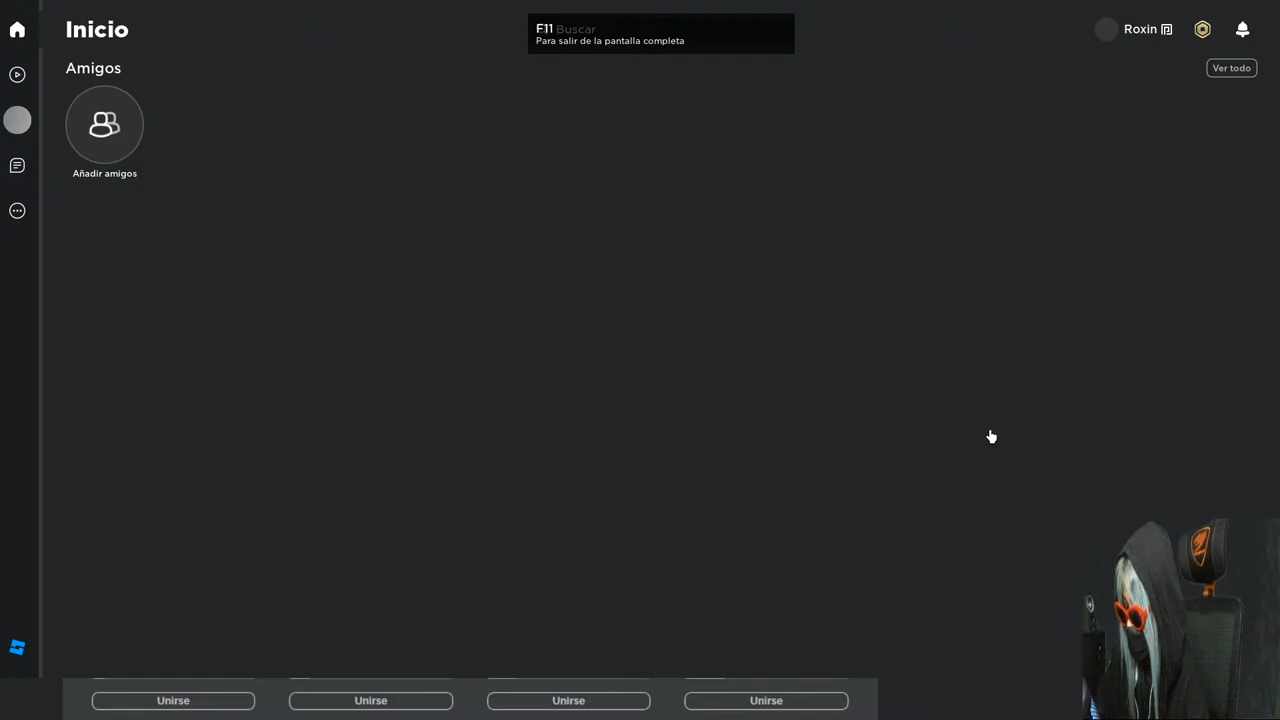 Inicio
F11 Buscar
Para salir de la pantalla completa
Roxin
Amigos
Ver todo
Añadir amigos
Unirse
Unirse
Unirse
Unirse